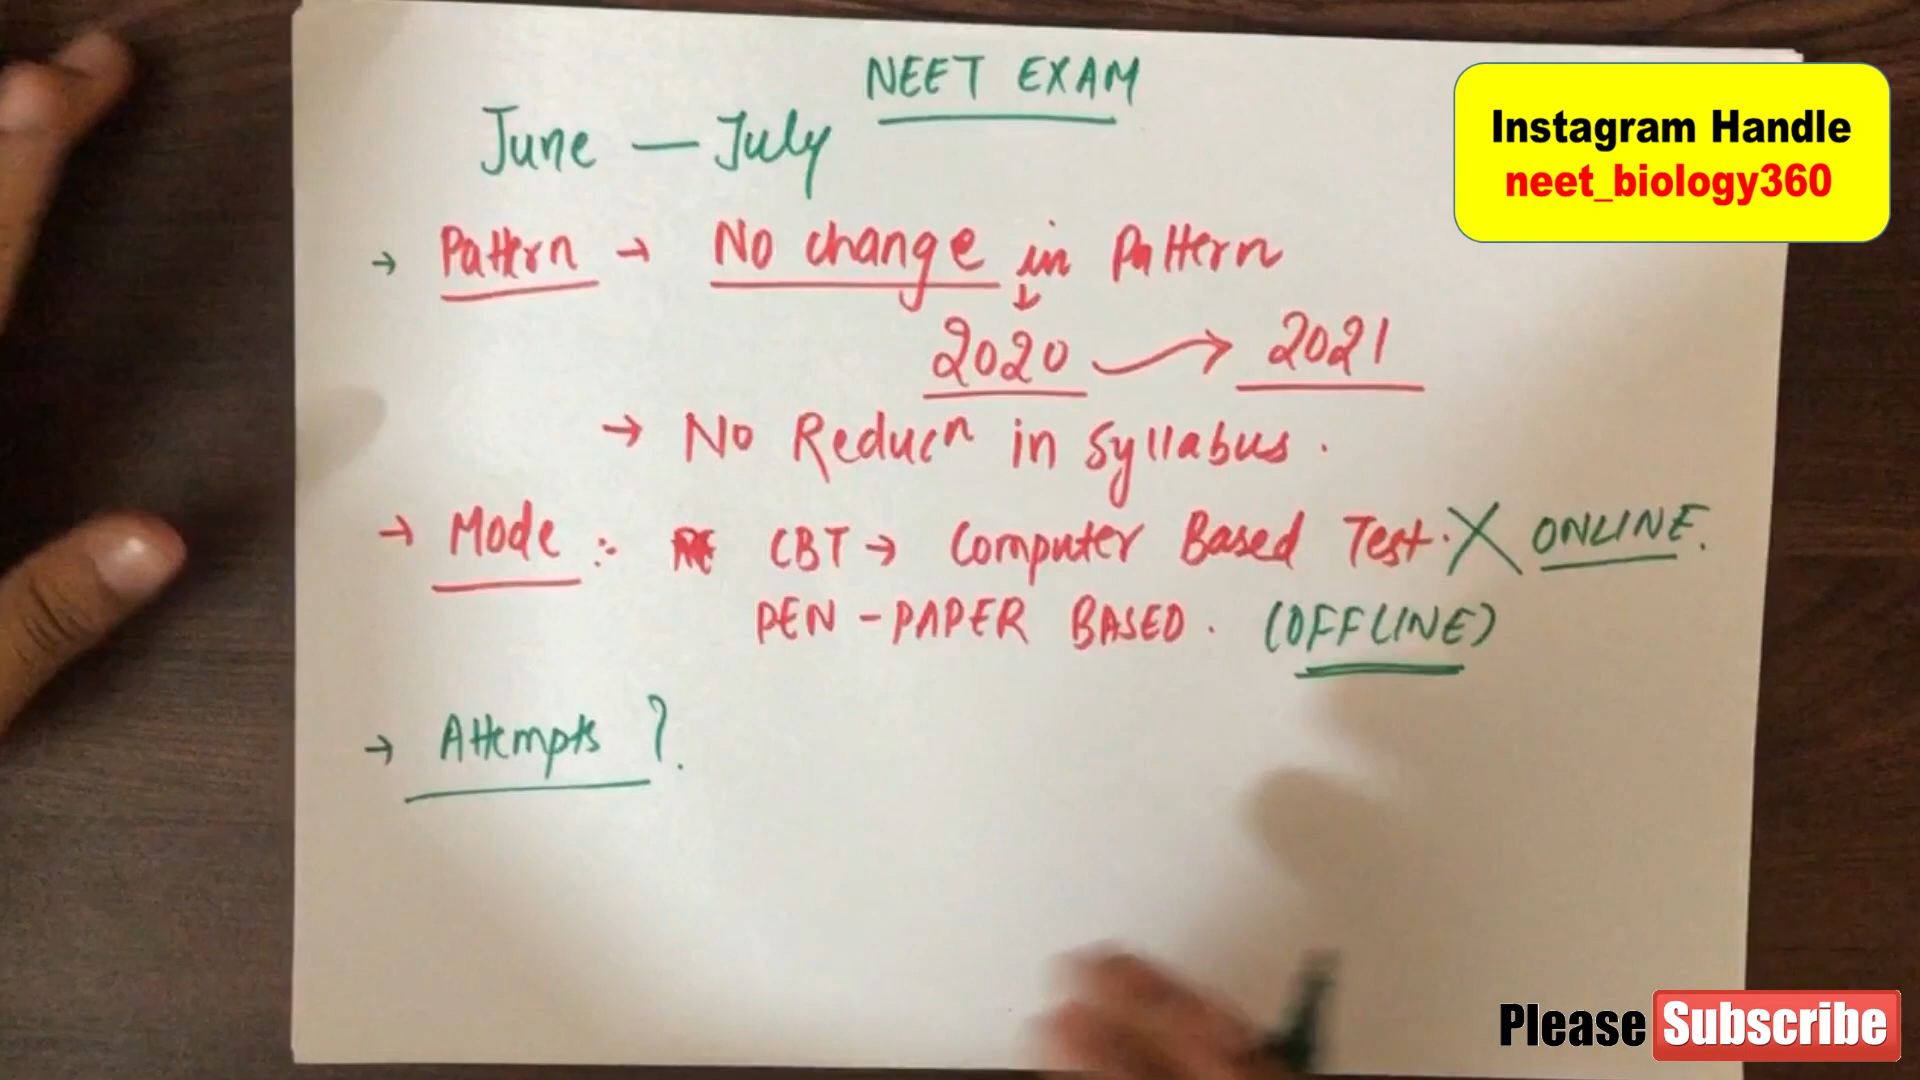 NEET EXAM
June — July
→ Pattern → No change in Pattern
↓
2020 → 2021
→ No Reducn in Syllabus.
→ Mode : CBT → Computer Based Test. X ONLINE.
PEN - PAPER BASED. (OFFLINE)
→ Attempts ?
Instagram Handle
neet_biology360
Please Subscribe